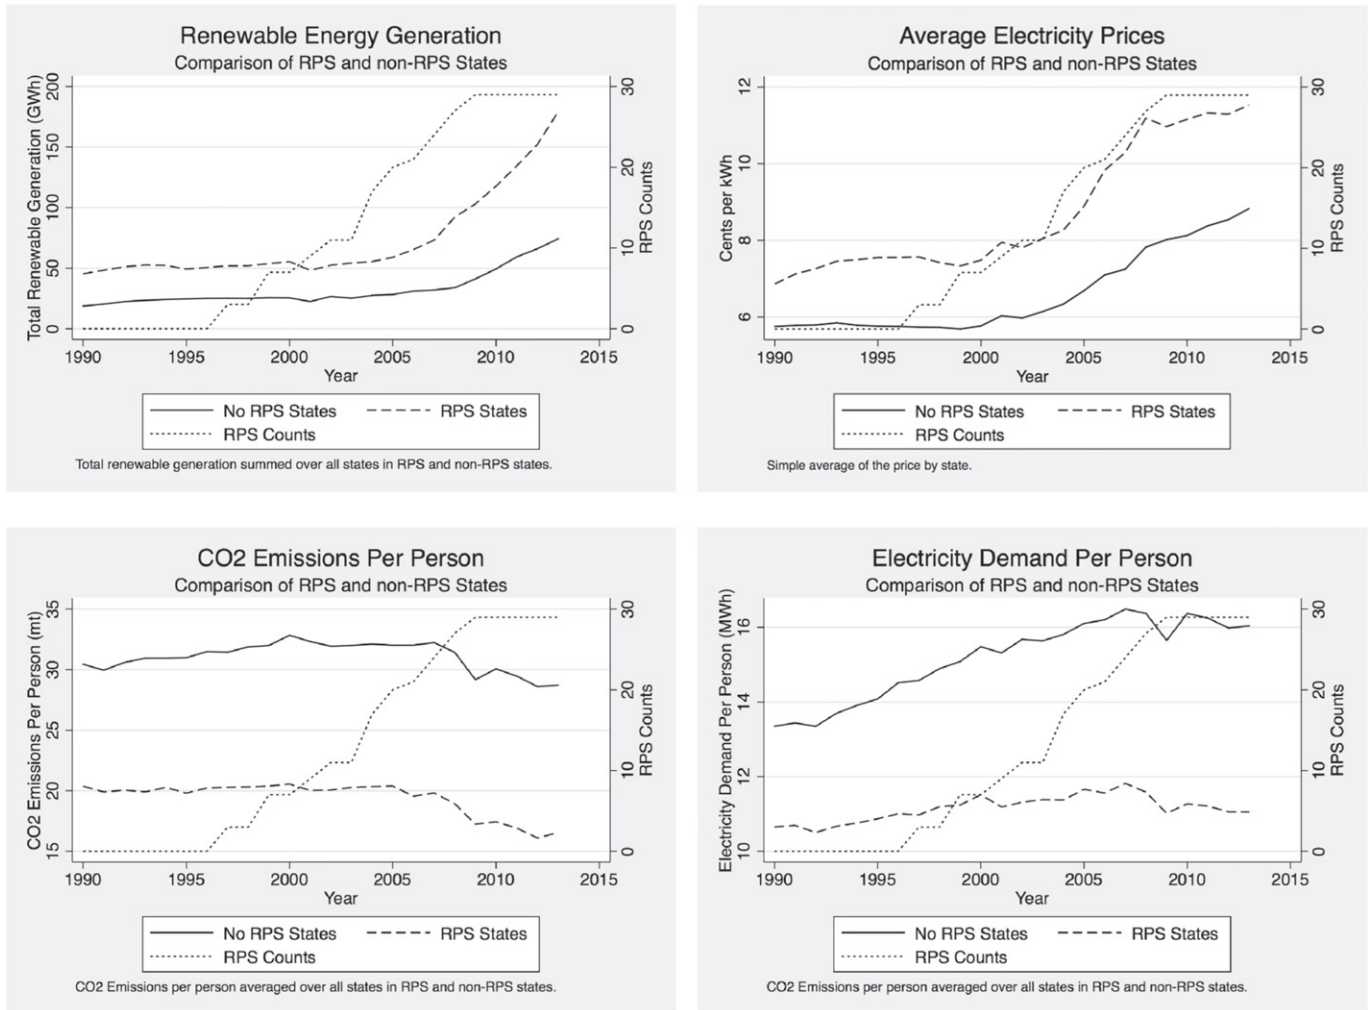 Renewable Energy Generation
Comparison of RPS and non-RPS States
Total Renewable Generation (GWh)
200
150
100
50
0
30
20
10
0
RPS Counts
1990 1995 2000 2005 2010 2015
Year
No RPS States RPS States
RPS Counts
Total renewable generation summed over all states in RPS and non-RPS states.
Average Electricity Prices
Comparison of RPS and non-RPS States
Cents per kWh
12
10
8
6
30
20
10
0
RPS Counts
1990 1995 2000 2005 2010 2015
Year
No RPS States RPS States
RPS Counts
Simple average of the price by state.
CO2 Emissions Per Person
Comparison of RPS and non-RPS States
CO2 Emissions Per Person (mt)
35
30
25
20
15
30
20
10
0
RPS Counts
1990 1995 2000 2005 2010 2015
Year
No RPS States RPS States
RPS Counts
CO2 Emissions per person averaged over all states in RPS and non-RPS states.
Electricity Demand Per Person
Comparison of RPS and non-RPS States
Electricity Demand Per Person (MWh)
16
14
12
10
30
20
10
0
RPS Counts
1990 1995 2000 2005 2010 2015
Year
No RPS States RPS States
RPS Counts
CO2 Emissions per person averaged over all states in RPS and non-RPS states.